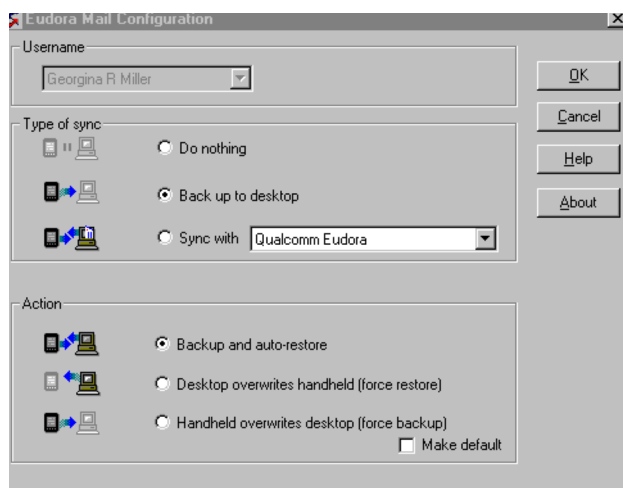 Eudora Mail Configuration
Username
Georgina R Miller
OK
Cancel
Type of sync
Do nothing
Help
Back up to desktop
About
Sync with Qualcomm Eudora
Action
Backup and auto-restore
Desktop overwrites handheld (force restore)
Handheld overwrites desktop (force backup)
Make default